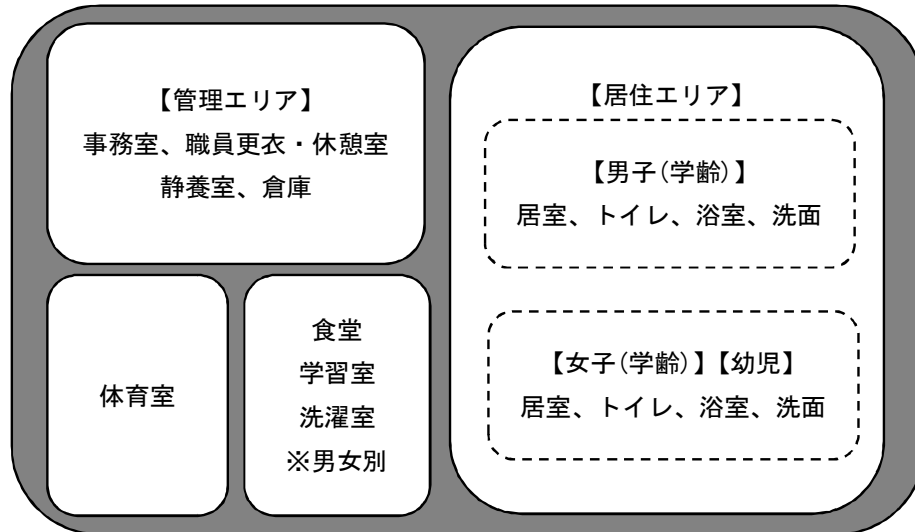 【管理エリア】
事務室、職員更衣・休憩室
静養室、倉庫
【居住エリア】
【男子(学齢)】
居室、トイレ、浴室、洗面
体育室
食堂
学習室
洗濯室
※男女別
【女子(学齢)】【幼児】
居室、トイレ、浴室、洗面